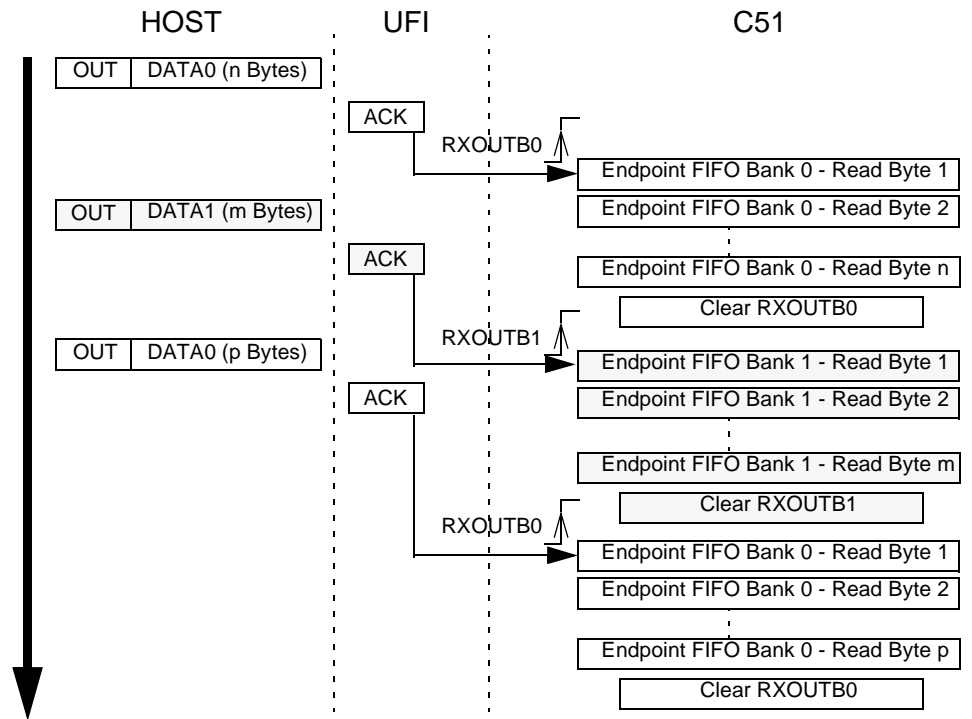 HOST UFI C51
OUT DATA0 (n Bytes)
ACK
RXOUTB0
Endpoint FIFO Bank 0 - Read Byte 1
OUT DATA1 (m Bytes)
Endpoint FIFO Bank 0 - Read Byte 2
ACK
Endpoint FIFO Bank 0 - Read Byte n
Clear RXOUTB0
RXOUTB1
OUT DATA0 (p Bytes)
Endpoint FIFO Bank 1 - Read Byte 1
ACK
Endpoint FIFO Bank 1 - Read Byte 2
Endpoint FIFO Bank 1 - Read Byte m
Clear RXOUTB1
RXOUTB0
Endpoint FIFO Bank 0 - Read Byte 1
Endpoint FIFO Bank 0 - Read Byte 2
Endpoint FIFO Bank 0 - Read Byte p
Clear RXOUTB0